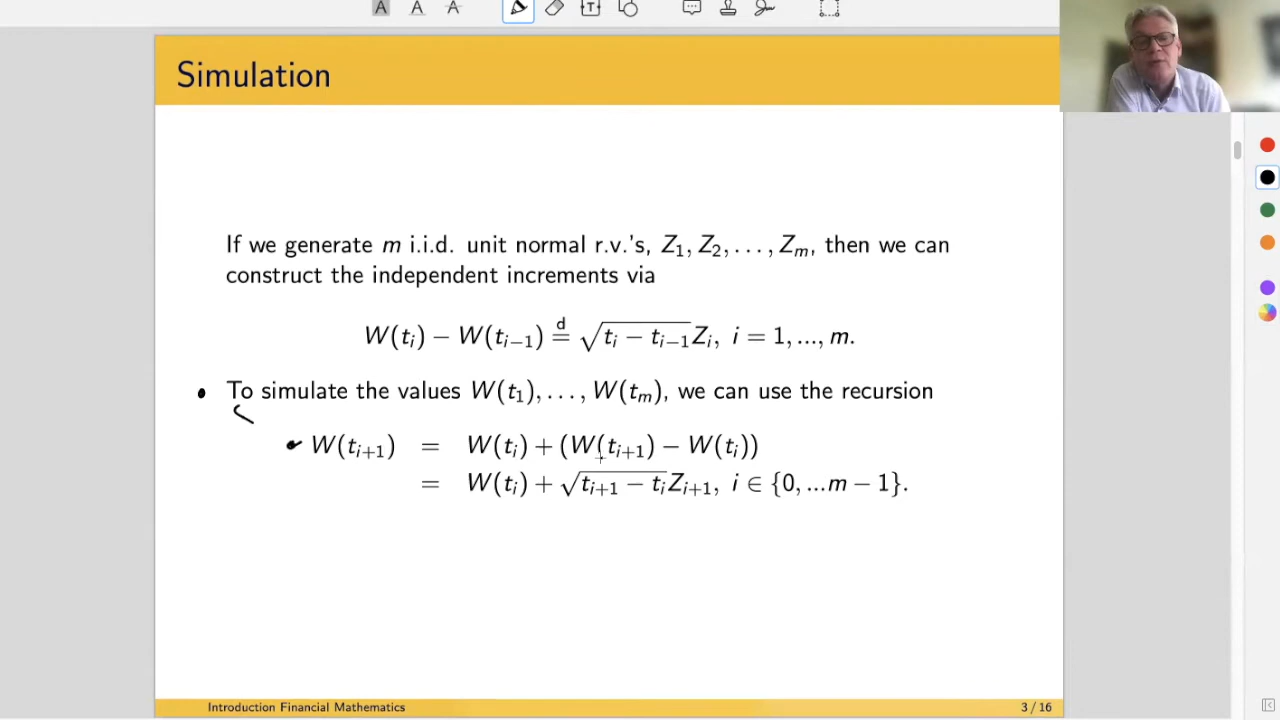 Simulation
If we generate m i.i.d. unit normal r.v.'s, Z₁, Z₂, . . . , Zₘ, then we can
construct the independent increments via
W(tᵢ) − W(tᵢ₋₁) =ᵈ √(tᵢ − tᵢ₋₁)Zᵢ, i = 1, ..., m.
• To simulate the values W(t₁), . . . , W(tₘ), we can use the recursion
W(tᵢ₊₁) = W(tᵢ) + (W(tᵢ₊₁) − W(tᵢ))
= W(tᵢ) + √(tᵢ₊₁ − tᵢ)Zᵢ₊₁, i ∈ {0, ...m − 1}.
Introduction Financial Mathematics 3 / 16